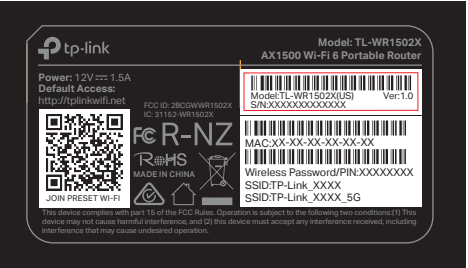 tp-link
Model: TL-WR1502X
AX1500 Wi-Fi 6 Portable Router
Power: 12V⎓1.5A
Default Access:
http://tplinkwifi.net
FCC ID: 2BCGWWR1502X
IC: 31152-WR1502X
FC R-NZ
RoHS
MADE IN CHINA
JOIN PRESET WI-FI
Model:TL-WR1502X(US) Ver:1.0
S/N:XXXXXXXXXXXXX
MAC:XX-XX-XX-XX-XX-XX
Wireless Password/PIN:XXXXXXXX
SSID:TP-Link_XXXX
SSID:TP-Link_XXXX_5G
This device complies with part 15 of the FCC Rules. Operation is subject to the following two conditions:(1) This
device may not cause harmful interference, and (2) this device must accept any interference received, including
interference that may cause undesired operation.